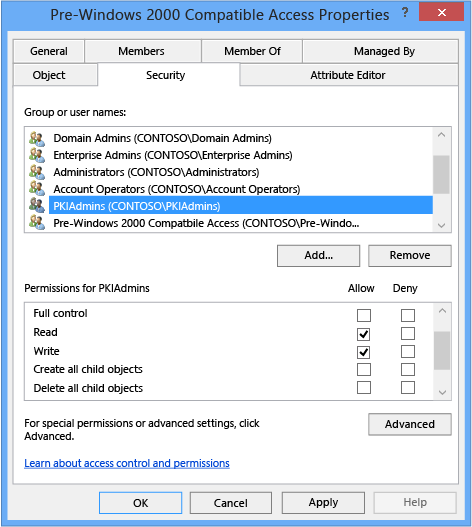 Pre-Windows 2000 Compatible Access Properties ? x
General Members Member Of Managed By
Object Security Attribute Editor
Group or user names:
Domain Admins (CONTOSO\Domain Admins)
Enterprise Admins (CONTOSO\Enterprise Admins)
Administrators (CONTOSO\Administrators)
Account Operators (CONTOSO\Account Operators)
PKIAdmins (CONTOSO\PKIAdmins)
Pre-Windows 2000 Compatbile Access (CONTOSO\Pre-Windo...
Add... Remove
Permissions for PKIAdmins Allow Deny
Full control
Read
Write
Create all child objects
Delete all child objects
For special permissions or advanced settings, click
Advanced.
Advanced
Learn about access control and permissions
OK Cancel Apply Help